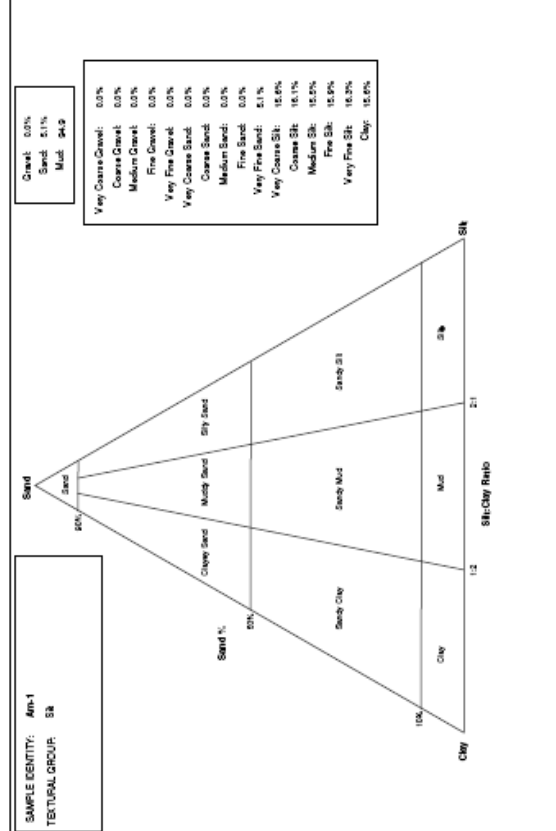 SAMPLE IDENTITY: Am-1
TEXTURAL GROUP: Silt
Gravel: 0.0%
Sand: 5.1%
Mud: 94.9
Very Coarse Gravel: 0.0%
Coarse Gravel: 0.0%
Medium Gravel: 0.0%
Fine Gravel: 0.0%
Very Fine Gravel: 0.0%
Very Coarse Sand: 0.0%
Coarse Sand: 0.0%
Medium Sand: 0.0%
Fine Sand: 0.0%
Very Fine Sand: 5.1%
Very Coarse Silt: 15.6%
Coarse Silt: 16.1%
Medium Silt: 15.5%
Fine Silt: 15.9%
Very Fine Silt: 16.3%
Clay: 15.6%
Sand
Sand
90%
Clayey Sand
Muddy Sand
Silty Sand
Sand %
50%
Sandy Clay
Sandy Mud
Sandy Silt
10%
Clay
Mud
Silt
Clay
Silt
1:2
2:1
Silt:Clay Ratio